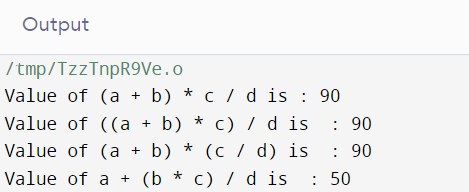 Output
/tmp/TzzTnpR9Ve.o
Value of (a + b) * c / d is : 90
Value of ((a + b) * c) / d is  : 90
Value of (a + b) * (c / d) is  : 90
Value of a + (b * c) / d is  : 50